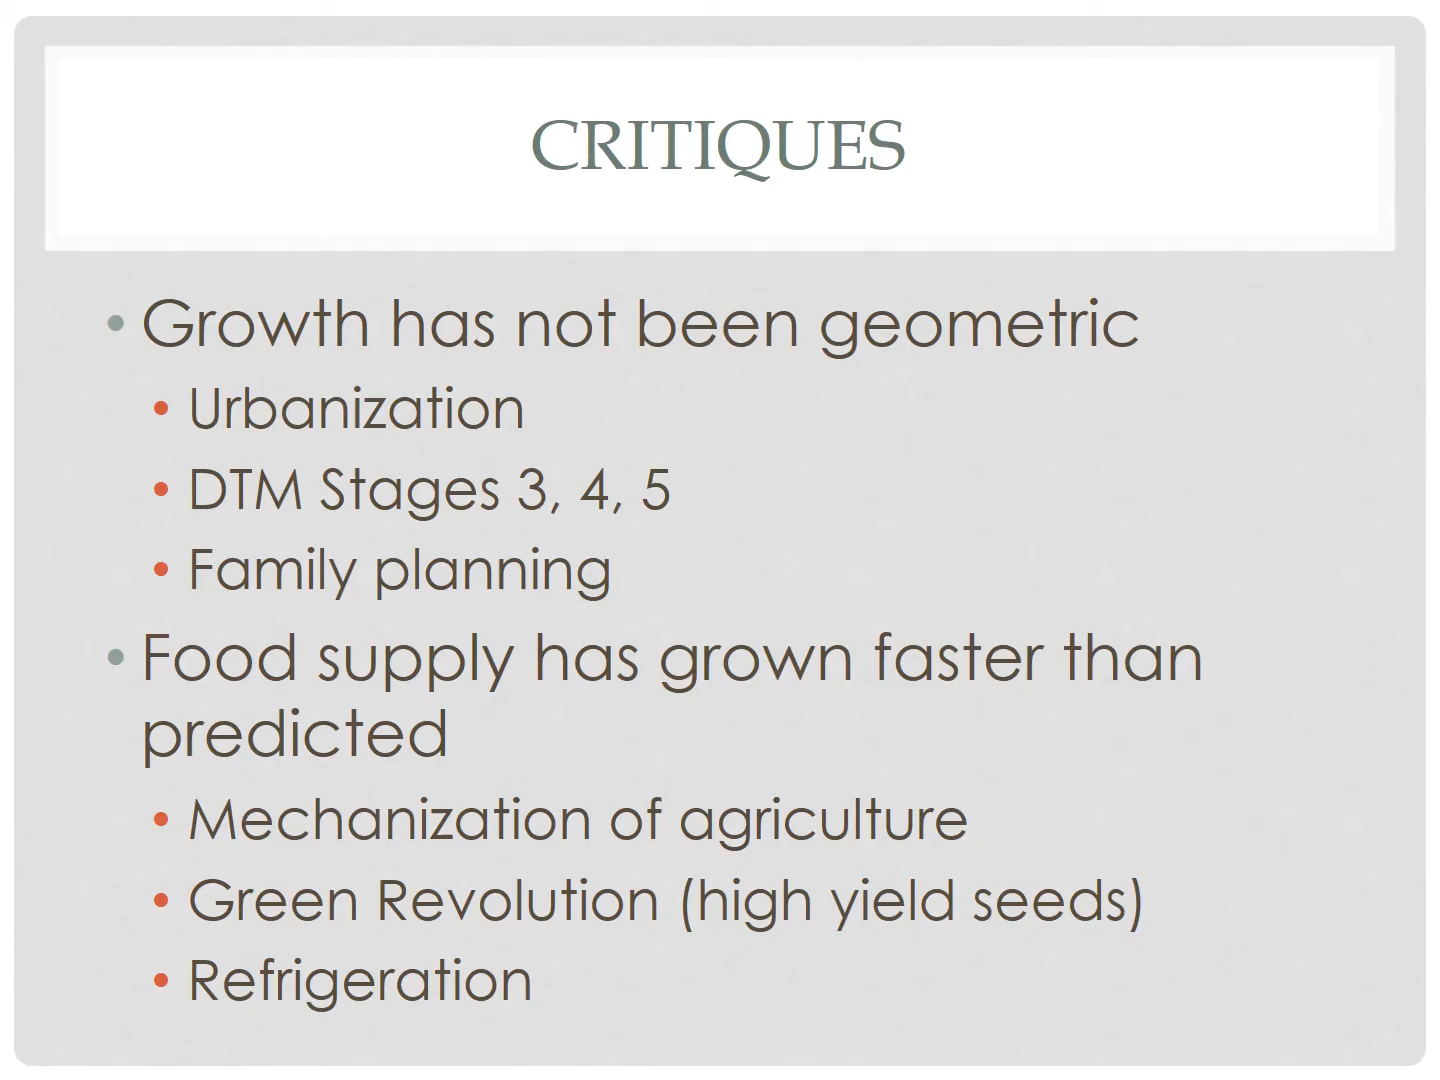 CRITIQUES
• Growth has not been geometric
• Urbanization
• DTM Stages 3, 4, 5
• Family planning
• Food supply has grown faster than
predicted
• Mechanization of agriculture
• Green Revolution (high yield seeds)
• Refrigeration